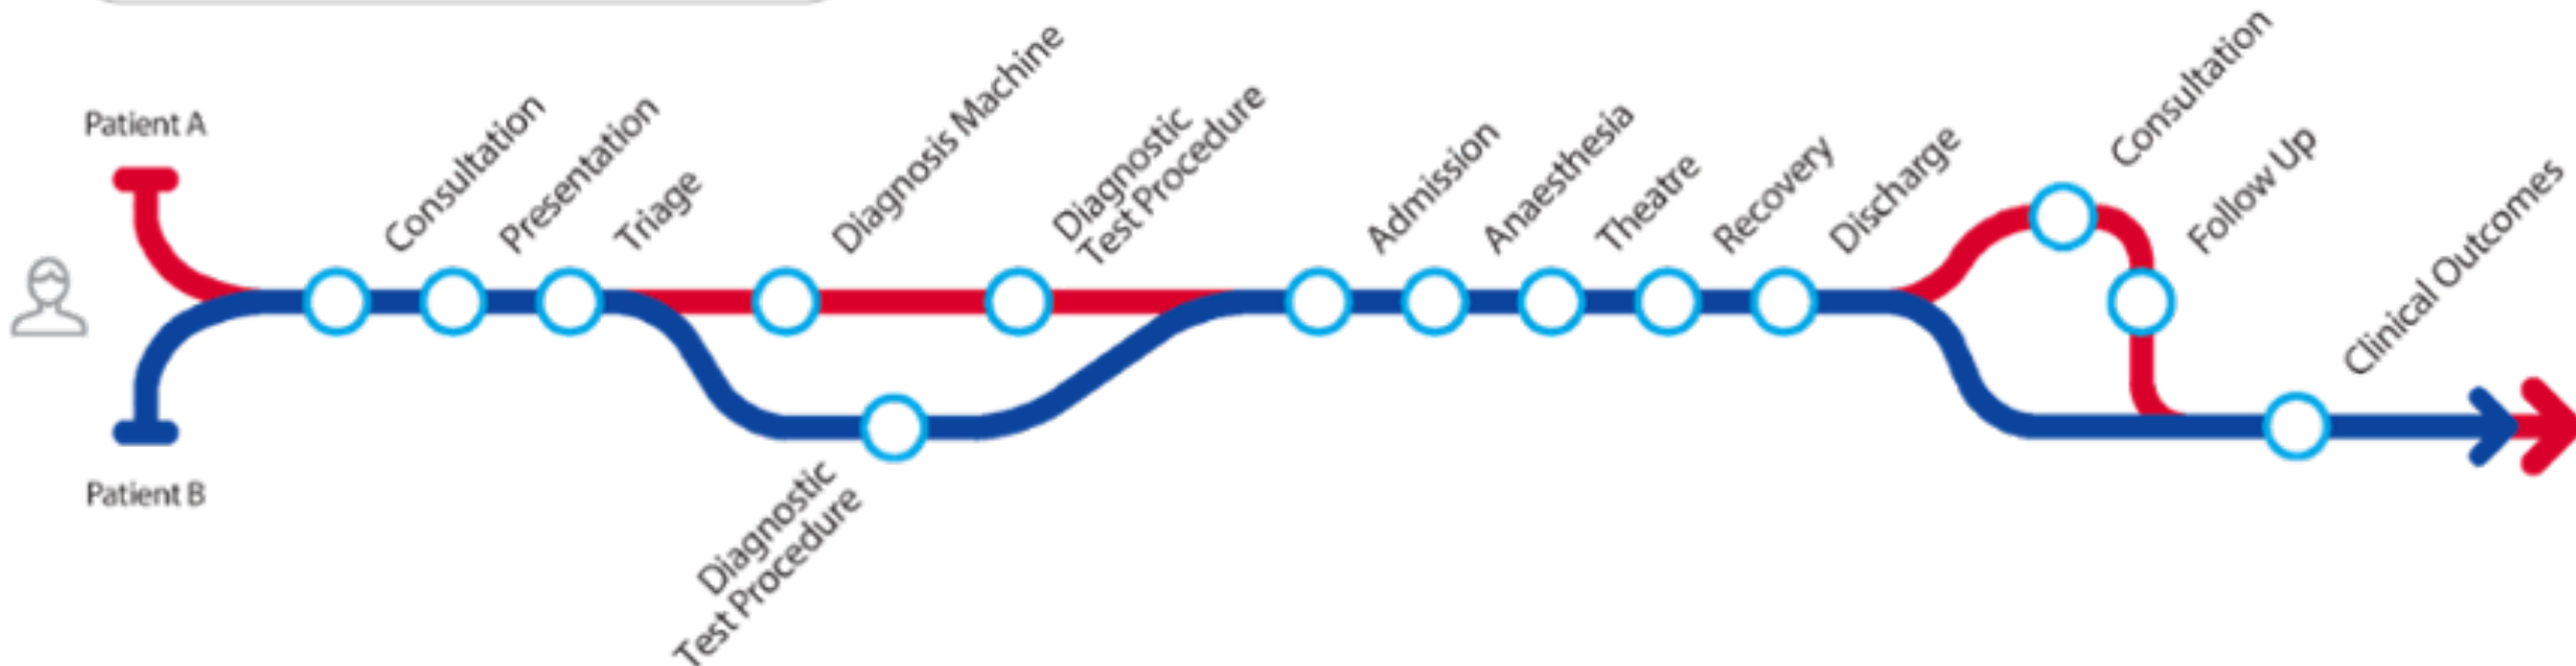 Patient A
Consultation
Presentation
Triage
Diagnosis Machine
Diagnostic
Test Procedure
Admission
Anaesthesia
Theatre
Recovery
Discharge
Consultation
Follow Up
Clinical Outcomes
Patient B
Diagnostic
Test Procedure